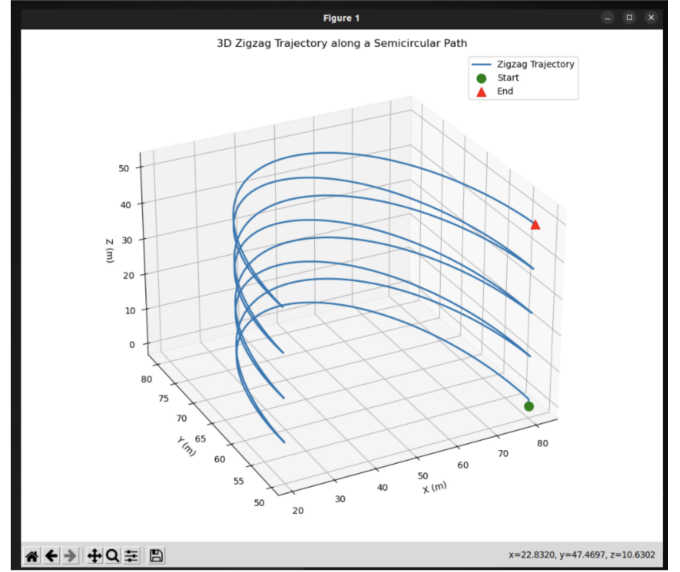 Figure 1
3D Zigzag Trajectory along a Semicircular Path
Zigzag Trajectory
Start
End
50
40
30
20
10
0
Z (m)
80
75
70
65
60
55
50
Y (m)
20
30
40
50
60
70
80
X (m)
x=22.8320, y=47.4697, z=10.6302